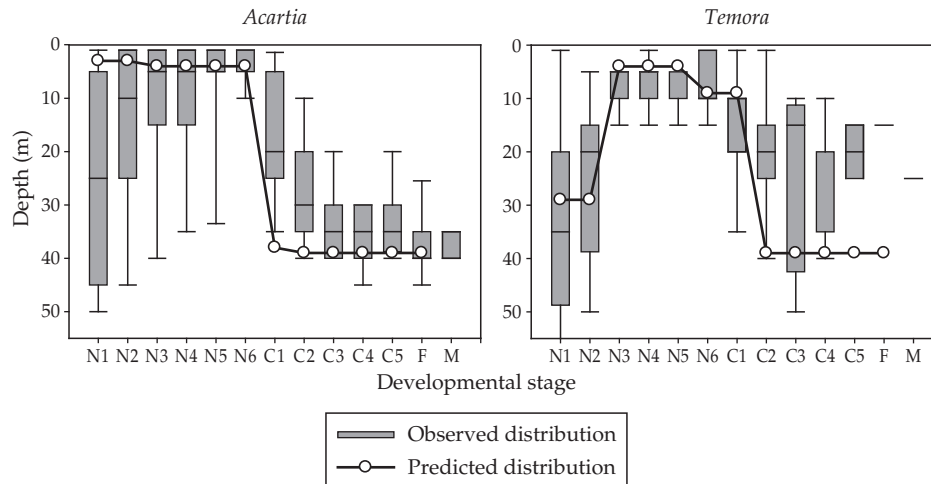 Acartia
Temora
0
10
20
30
40
50
Depth (m)
N1 N2 N3 N4 N5 N6 C1 C2 C3 C4 C5 F M
0
10
20
30
40
50
N1 N2 N3 N4 N5 N6 C1 C2 C3 C4 C5 F M
Developmental stage
Observed distribution
Predicted distribution